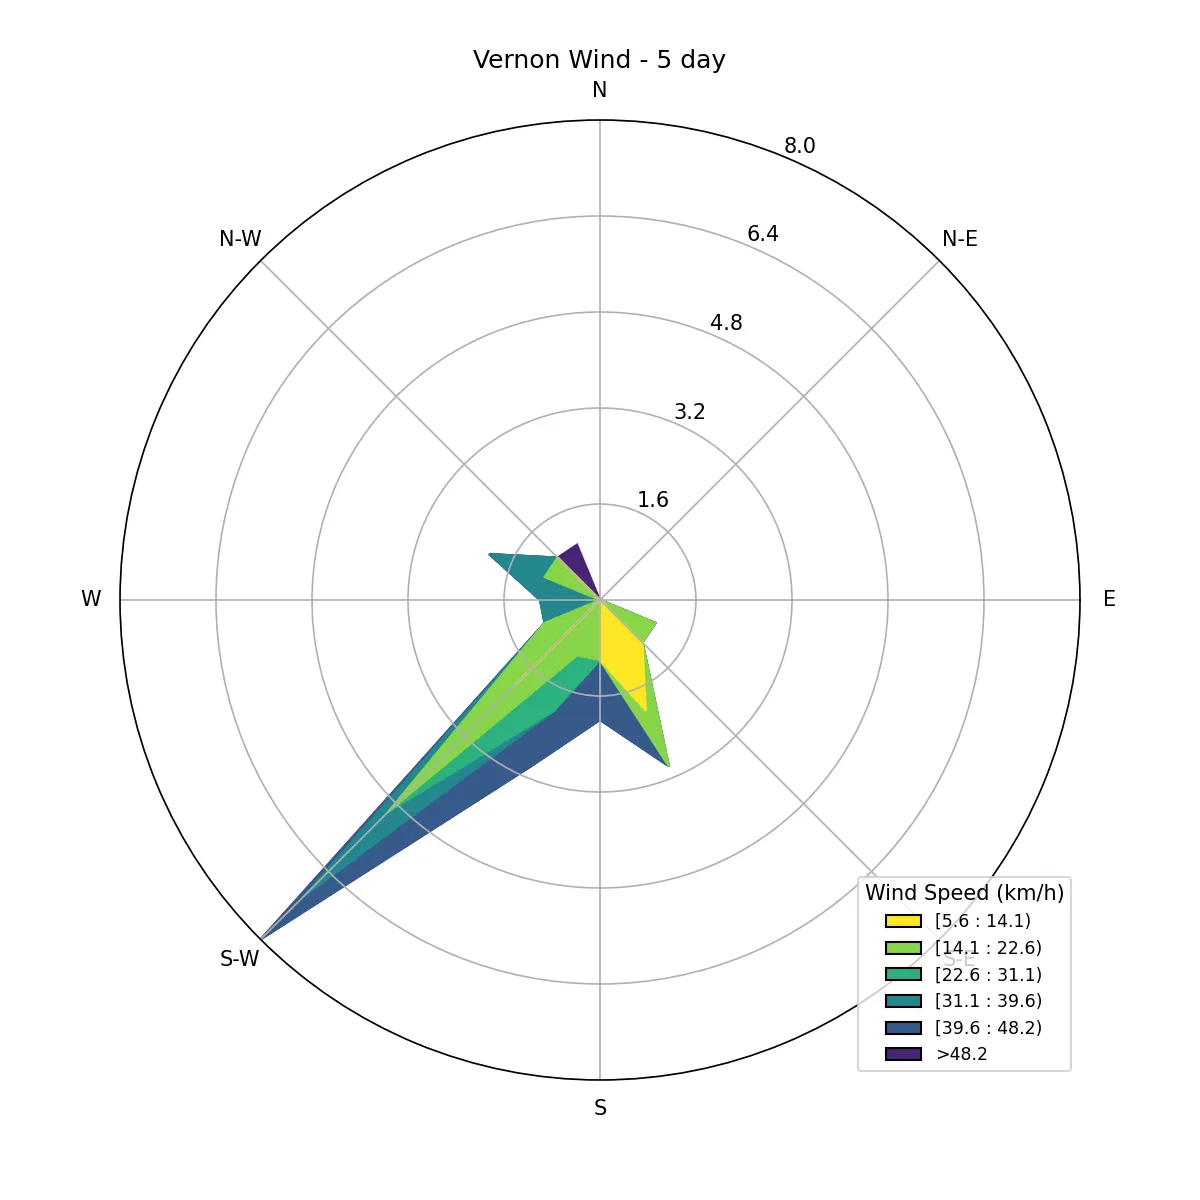 Vernon Wind - 5 day
N
8.0
N-W
N-E
6.4
4.8
3.2
1.6
W
E
Wind Speed (km/h)
[5.6 : 14.1)
[14.1 : 22.6)
S-W
S-E
[22.6 : 31.1)
[31.1 : 39.6)
[39.6 : 48.2)
>48.2
S